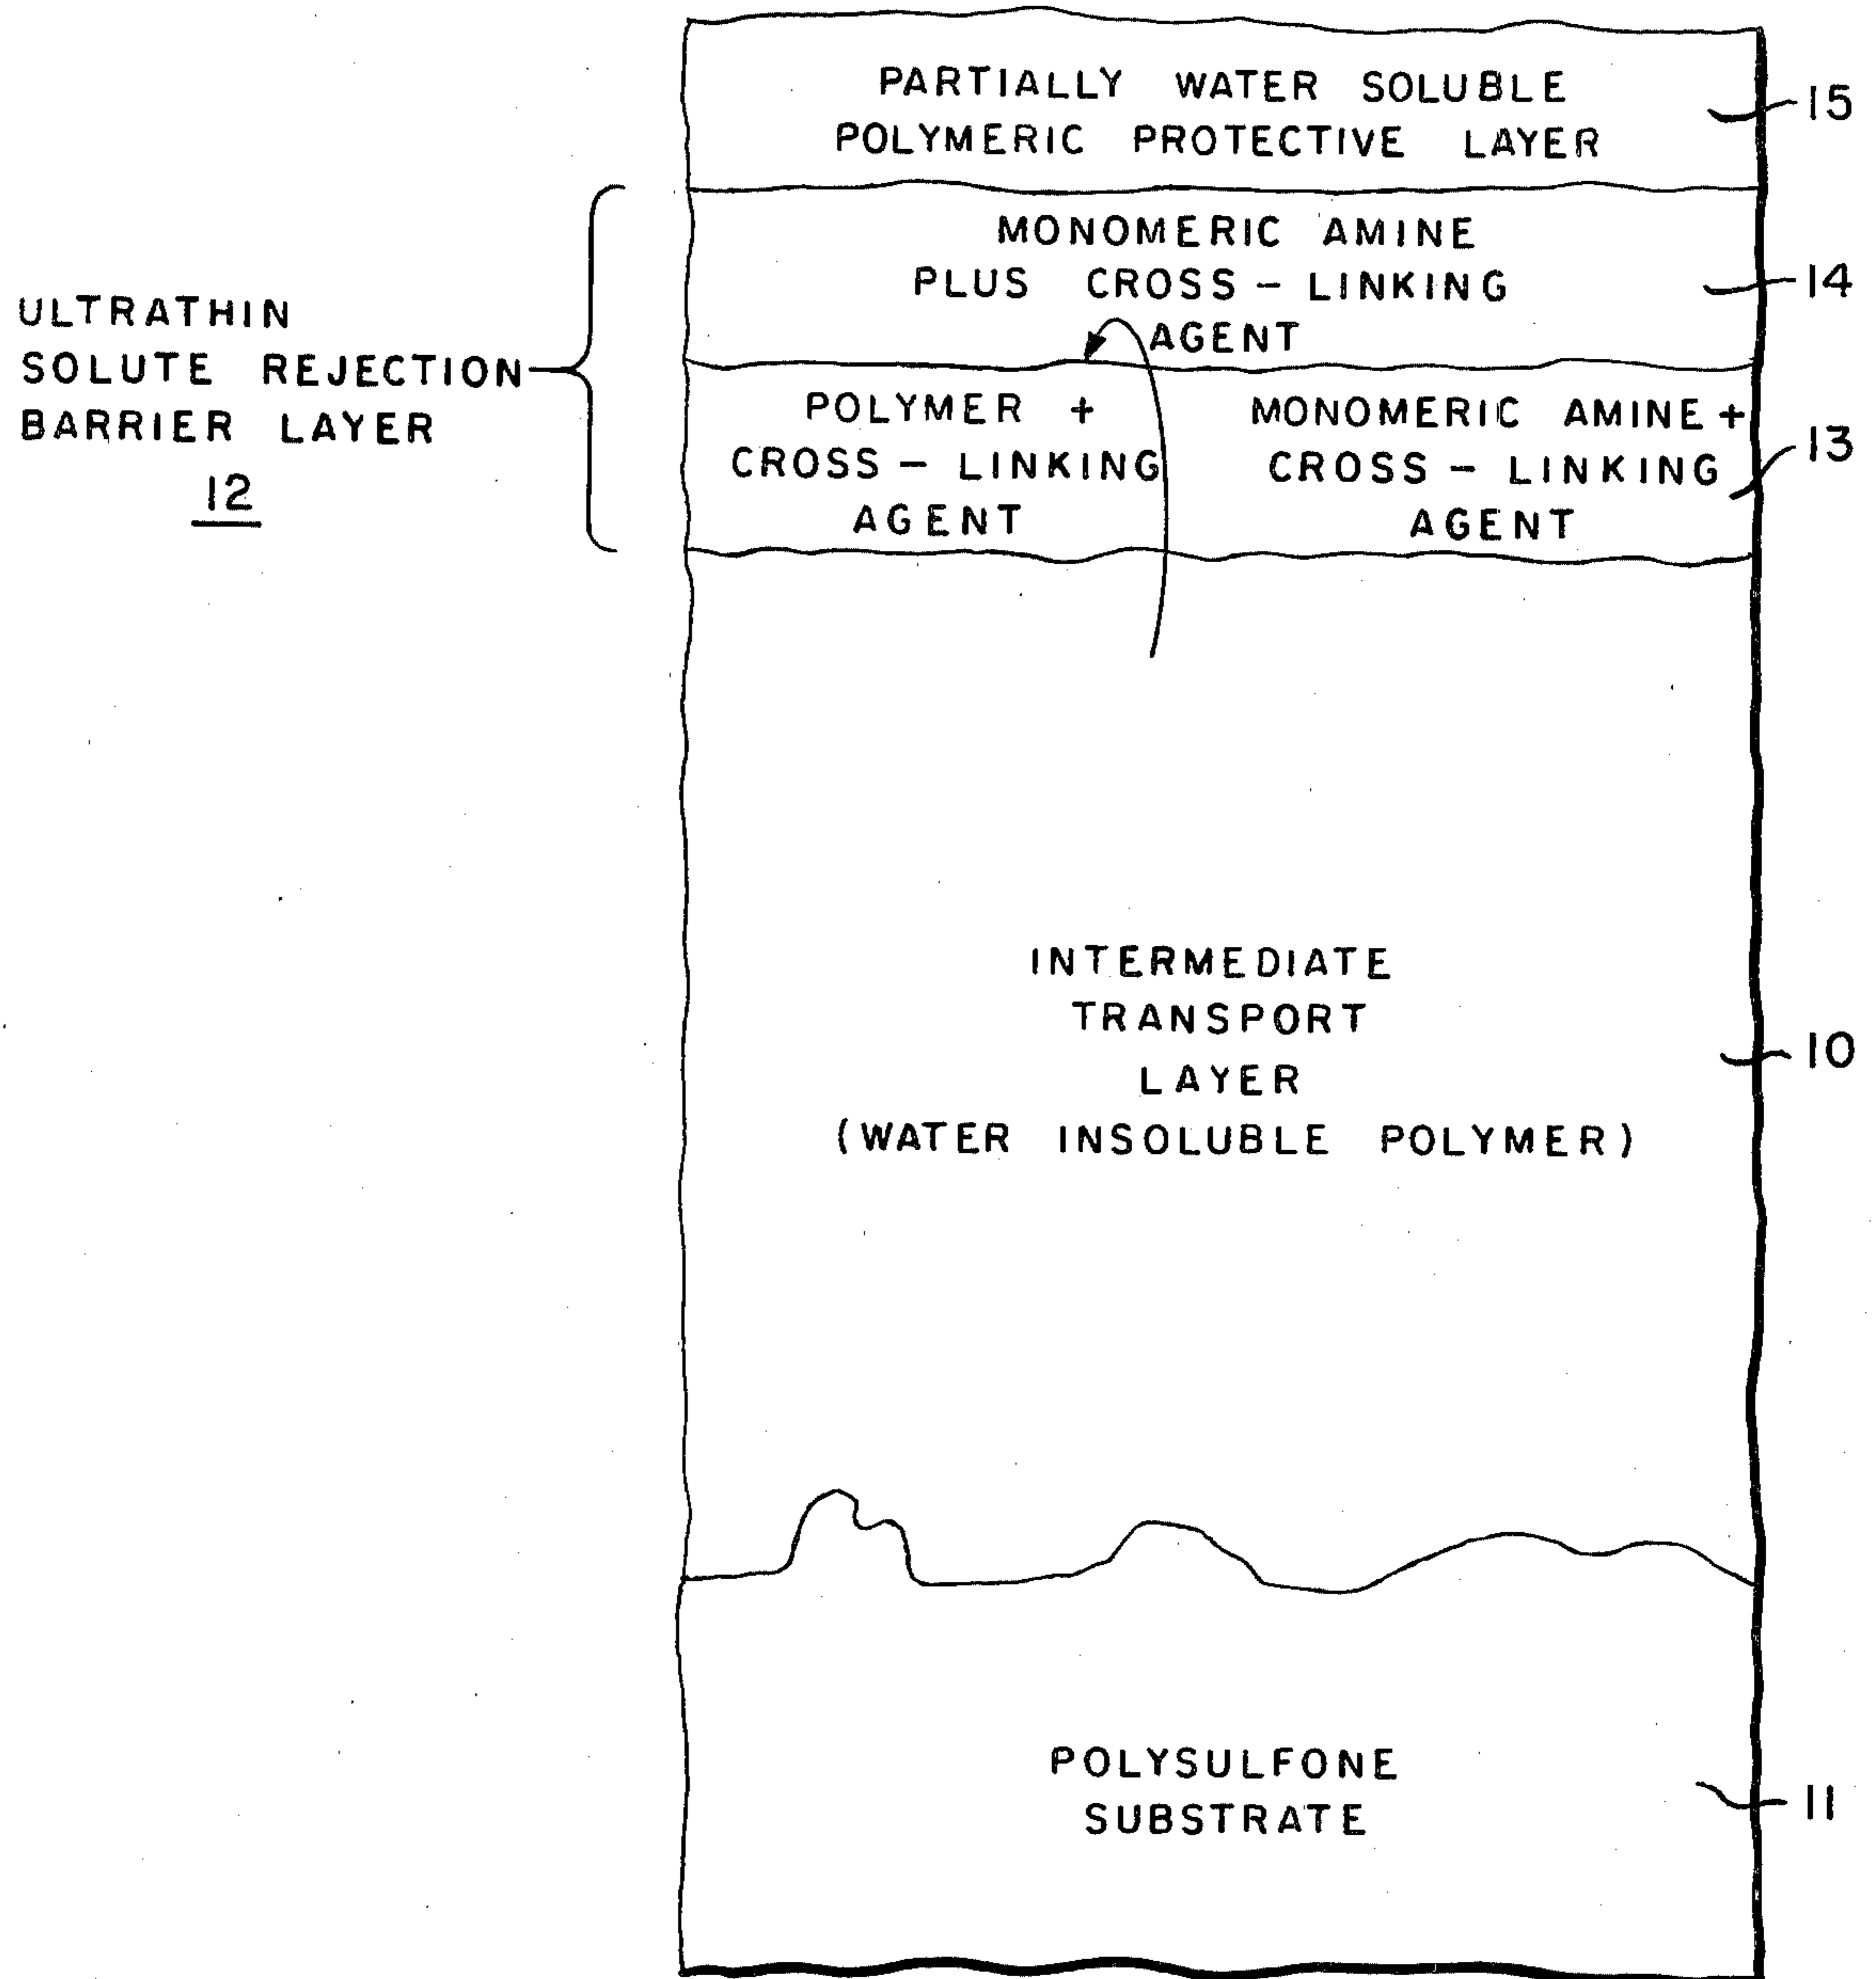 PARTIALLY WATER SOLUBLE
POLYMERIC PROTECTIVE LAYER
15
MONOMERIC AMINE
PLUS CROSS - LINKING
AGENT
14
ULTRATHIN
SOLUTE REJECTION
BARRIER LAYER
12
POLYMER +
CROSS - LINKING
AGENT
MONOMERIC AMINE +
CROSS - LINKING
AGENT
13
INTERMEDIATE
TRANSPORT
LAYER
(WATER INSOLUBLE POLYMER)
10
POLYSULFONE
SUBSTRATE
11